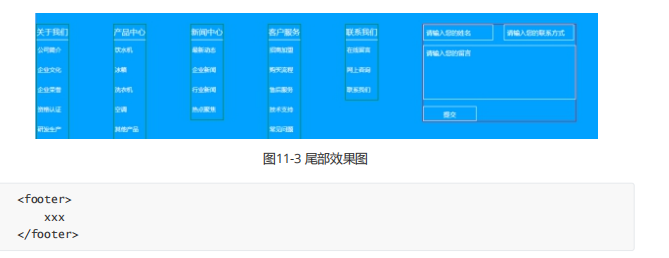 关于我们 产品中心 新闻中心 客户服务 联系我们 请输入您的姓名 请输入您的联系方式
公司简介 饮水机 最新动态 招商加盟 在线留言 请输入您的留言
企业文化 冰箱 企业新闻 购买流程 网上商城
企业荣誉 洗衣机 行业新闻 售后服务 联系我们
资格认证 空调 热点聚焦 技术支持 提交
研发生产 其他产品 常见问题
图11-3 尾部效果图
<footer>
xxx
</footer>